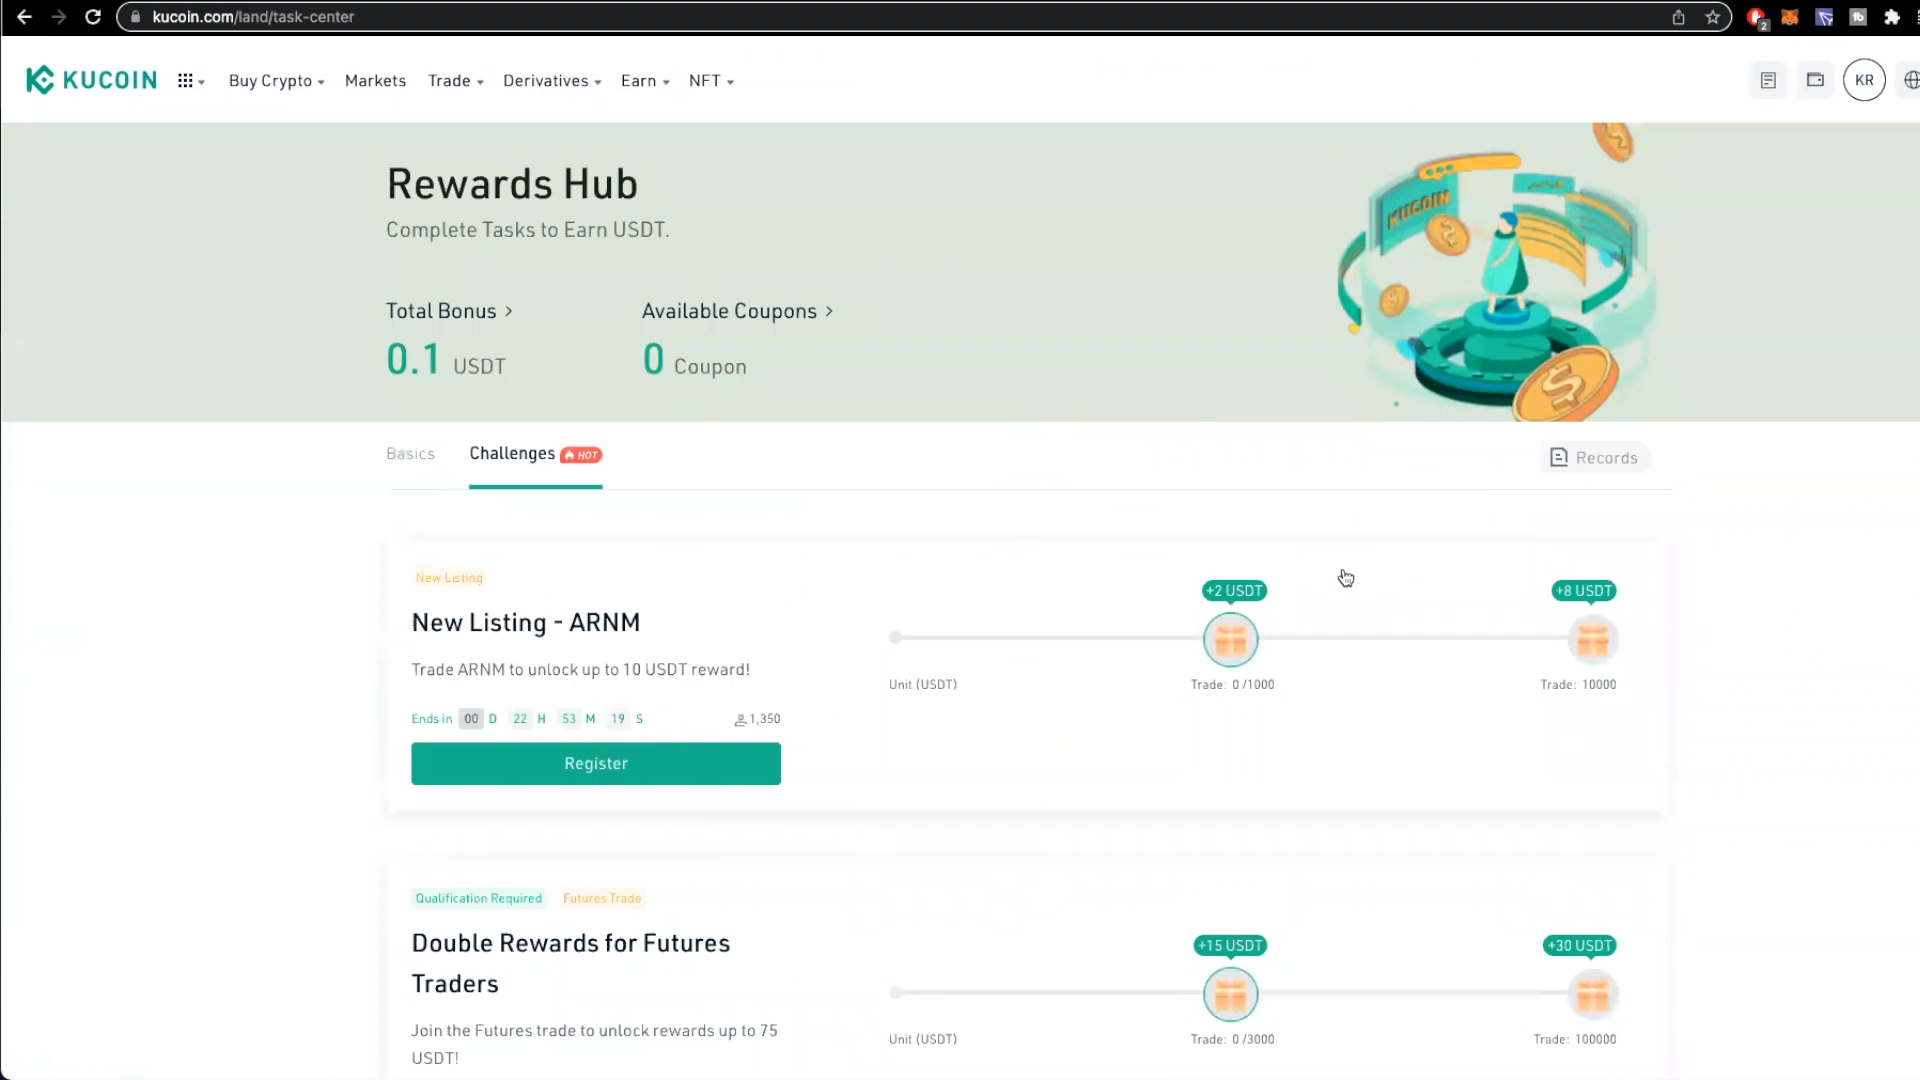 kucoin.com/land/task-center
2
KUCOIN
Buy Crypto
Markets
Trade
Derivatives
Earn
NFT
KR
Rewards Hub
Complete Tasks to Earn USDT.
KUCOIN
Total Bonus >
Available Coupons >
0.1 USDT
0 Coupon
Basics
Challenges HOT
Records
New Listing
New Listing - ARNM
Trade ARNM to unlock up to 10 USDT reward!
Ends in 00 D 22 H 53 M 19 S
1,350
Register
+2 USDT
+8 USDT
Unit (USDT)
Trade: 0 /1000
Trade: 10000
Qualification Required
Futures Trade
Double Rewards for Futures
Traders
Join the Futures trade to unlock rewards up to 75
USDT!
+15 USDT
+30 USDT
Unit (USDT)
Trade: 0 /3000
Trade: 100000